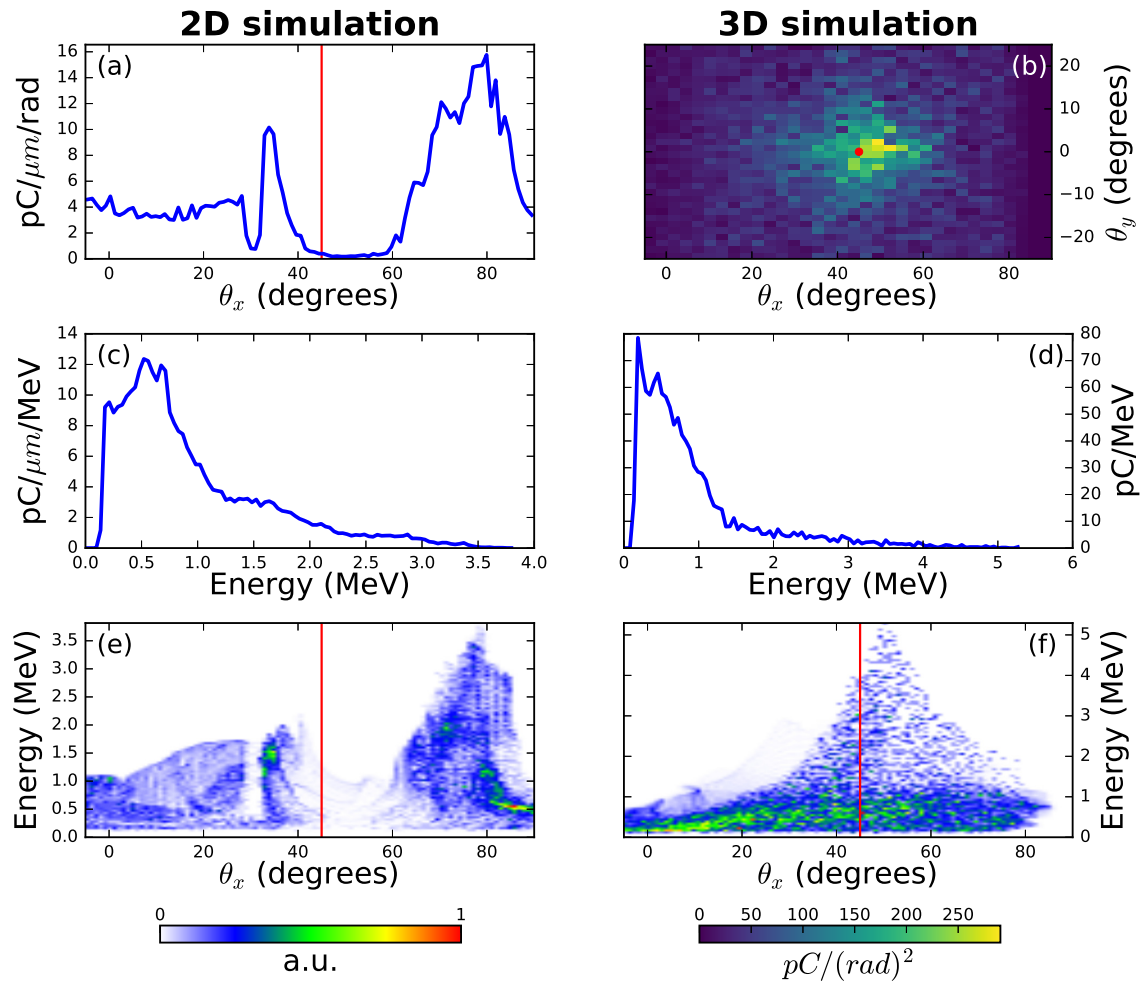 2D simulation 3D simulation
(a) (b)
pC/μm/rad
16
14
12
10
8
6
4
2
0
0 20 40 60 80
θx (degrees)
20
10
0
−10
−20
θy (degrees)
0 20 40 60 80
θx (degrees)
(c) (d)
pC/μm/MeV
14
12
10
8
6
4
2
0
0.0 0.5 1.0 1.5 2.0 2.5 3.0 3.5 4.0
Energy (MeV)
80
70
60
50
40
30
20
10
0
pC/MeV
0 1 2 3 4 5 6
Energy (MeV)
(e) (f)
Energy (MeV)
3.5
3.0
2.5
2.0
1.5
1.0
0.5
0.0
0 20 40 60 80
θx (degrees)
5
4
3
2
1
0
Energy (MeV)
0 20 40 60 80
θx (degrees)
0 1
a.u.
0 50 100 150 200 250
pC/(rad)²